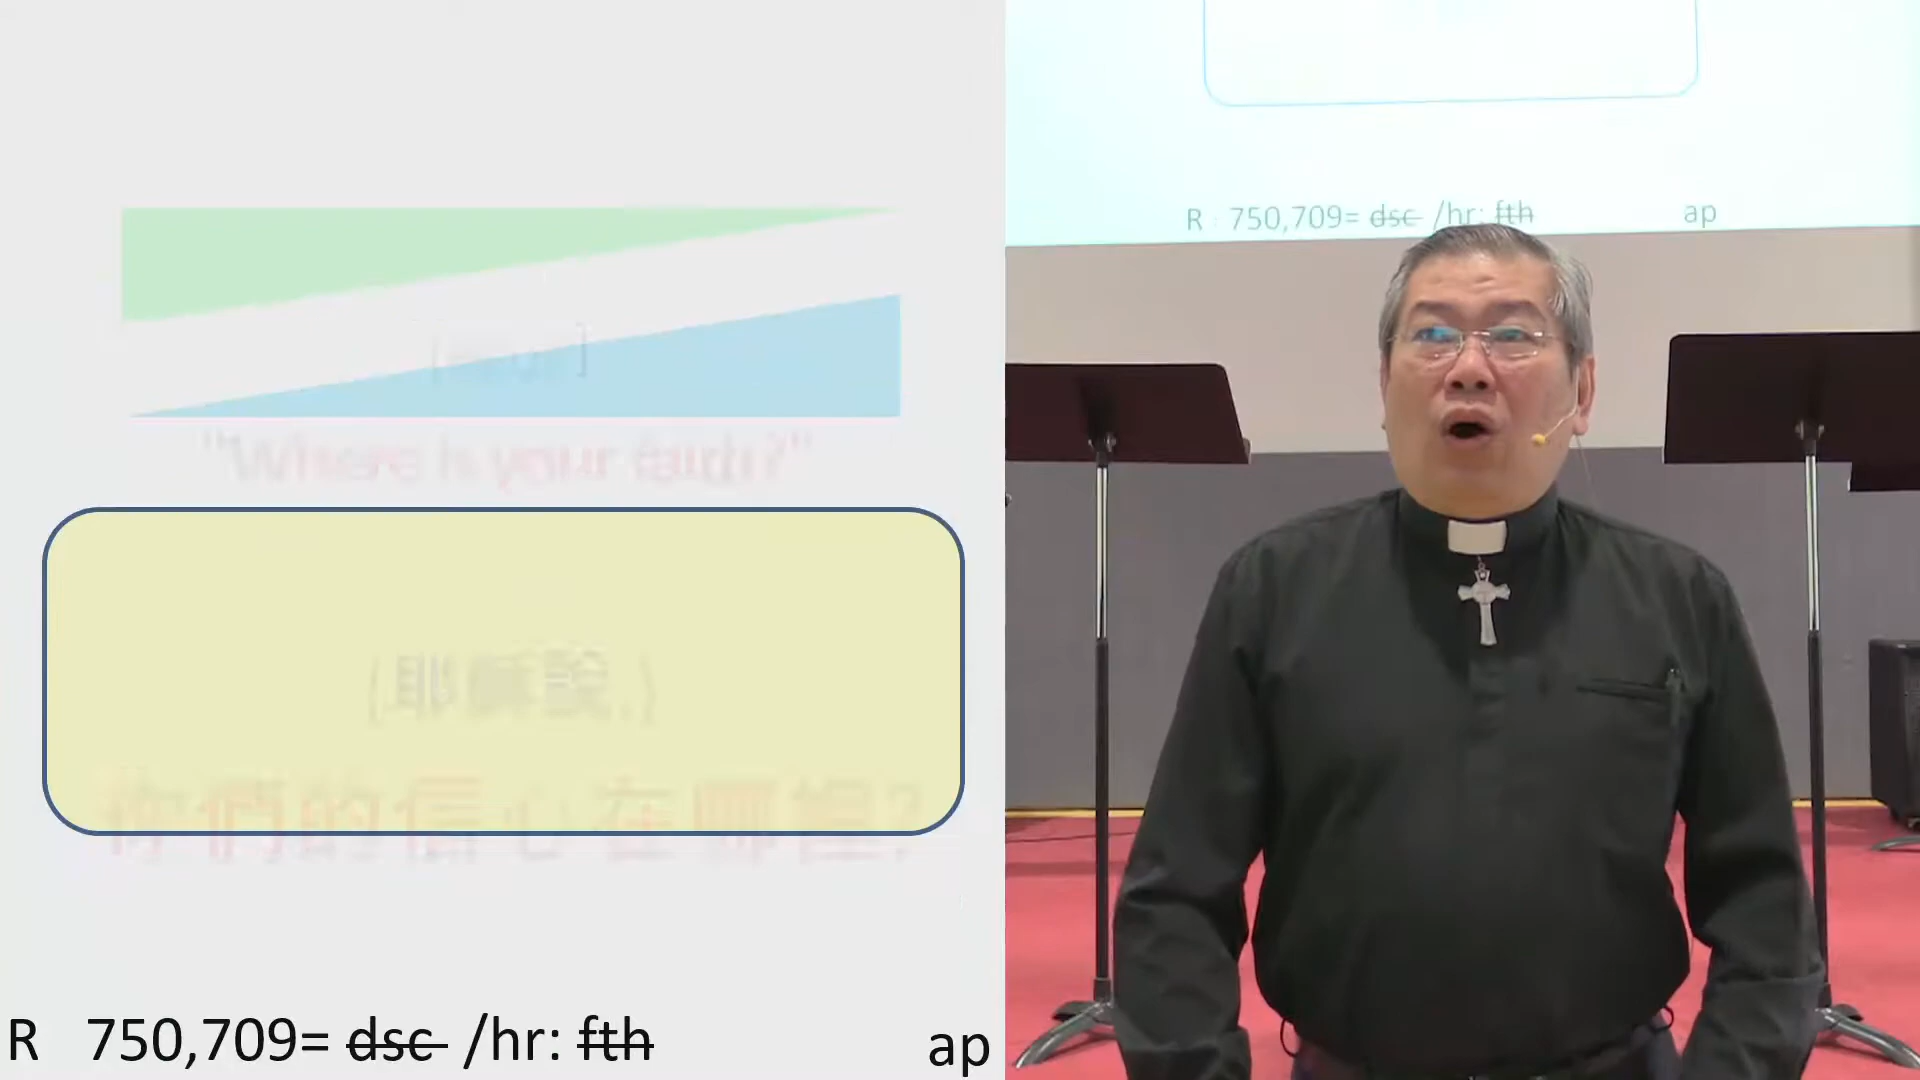 "Where is your faith?"
(耶穌說,)
你們的信心在哪裡?
R 750,709= dsc /hr: fth
ap
R 750,709= dsc /hr: fth
ap